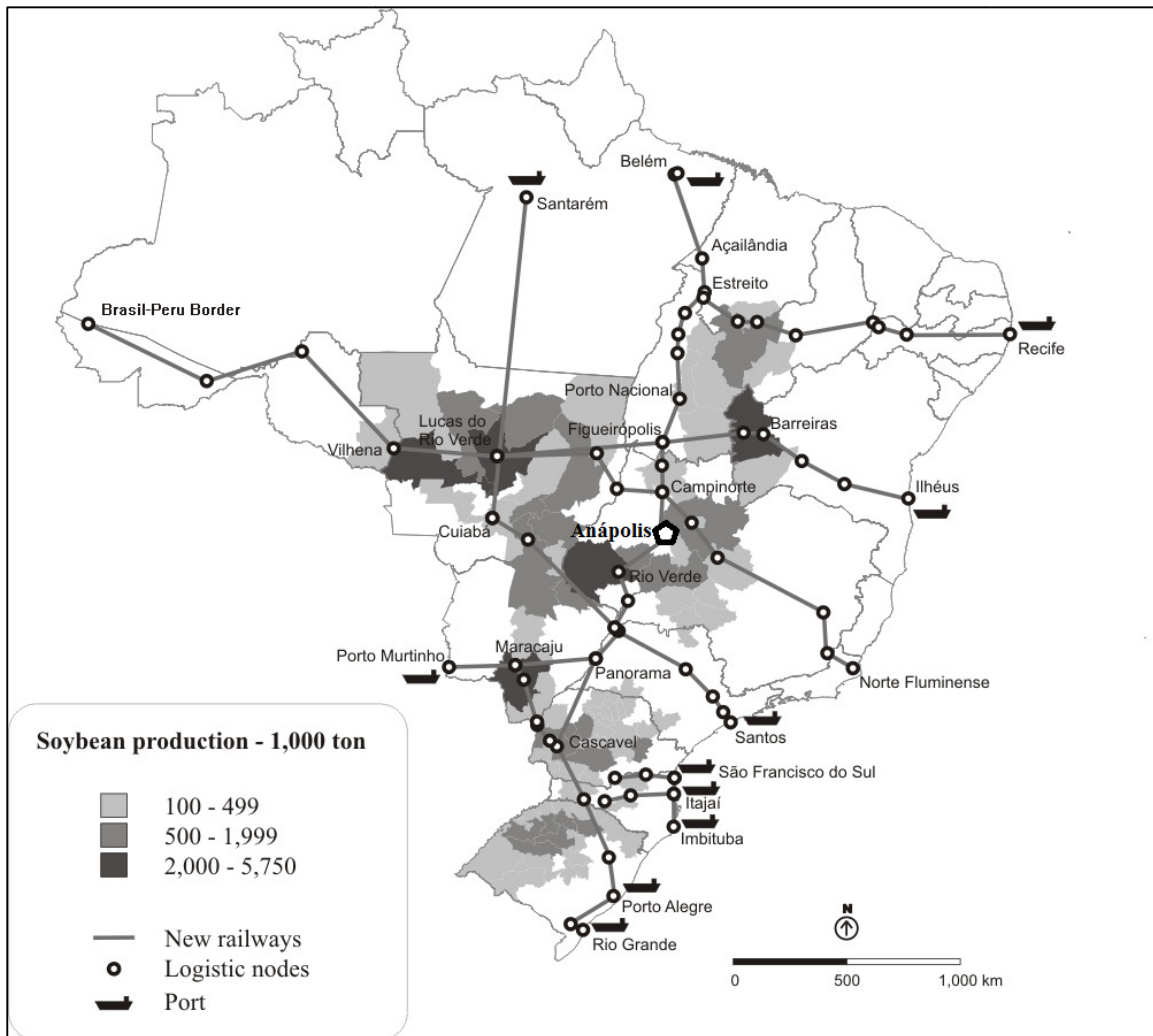 Belém
Santarém
Açailândia
Estreito
Brasil-Peru Border
Recife
Porto Nacional
Lucas do
Rio Verde
Figueirópolis
Barreiras
Vilhena
Campinorte
Ilhéus
Cuiabá
Anápolis
Rio Verde
Maracaju
Porto Murtinho
Panorama
Norte Fluminense
Santos
Cascavel
São Francisco do Sul
Itajaí
Imbituba
Porto Alegre
Rio Grande
Soybean production - 1,000 ton
100 - 499
500 - 1,999
2,000 - 5,750
New railways
Logistic nodes
Port
N
0 500 1,000 km